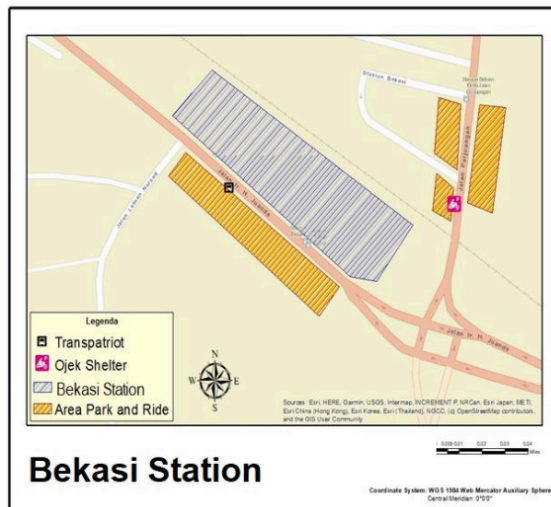 Stasiun Bekasi
Jalan Perjuangan
Jalan Ir. H. Juanda
Jalan Ir. H. Juanda
Legenda
Transpatriot
Ojek Shelter
Bekasi Station
Area Park and Ride
N
W
E
S
Sources: Esri, HERE, Garmin, USGS, Intermap, INCREMENT P, NRCan, Esri Japan, METI,
Esri China (Hong Kong), Esri Korea, Esri (Thailand), NGCC, (c) OpenStreetMap contributors,
and the GIS User Community
Bekasi Station
Coordinate System: WGS 1984 Web Mercator Auxiliary Sphere
Central Meridian: 0°0'0"